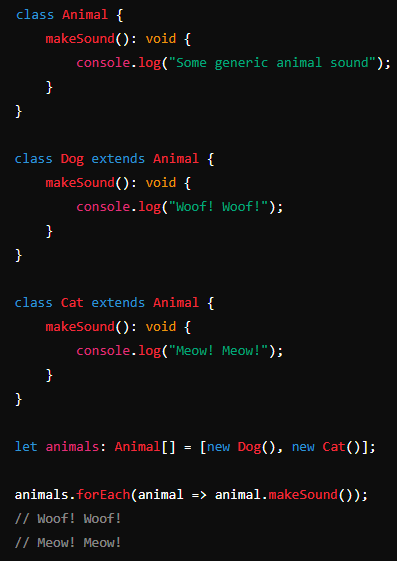 class Animal {
    makeSound(): void {
        console.log("Some generic animal sound");
    }
}

class Dog extends Animal {
    makeSound(): void {
        console.log("Woof! Woof!");
    }
}

class Cat extends Animal {
    makeSound(): void {
        console.log("Meow! Meow!");
    }
}

let animals: Animal[] = [new Dog(), new Cat()];

animals.forEach(animal => animal.makeSound());
// Woof! Woof!
// Meow! Meow!